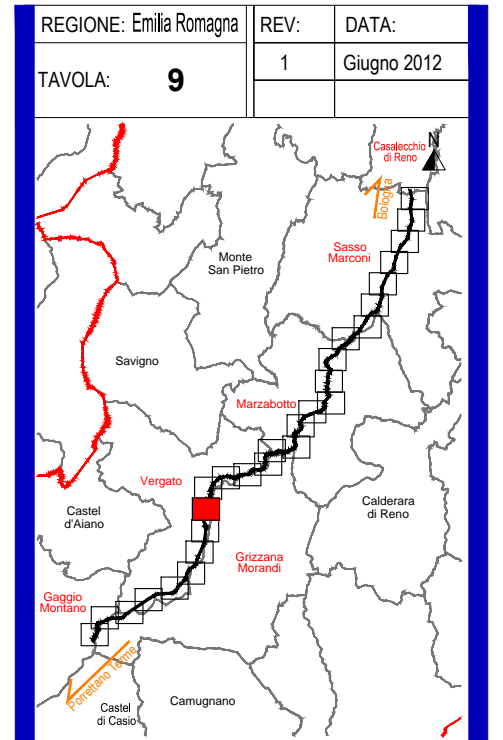 REGIONE: Emilia Romagna
REV:
DATA:
TAVOLA: 9
1
Giugno 2012
Casalecchio
di Reno
N
Bologna
Sasso
Marconi
Monte
San Pietro
Savigno
Marzabotto
Vergato
Castel
d'Aiano
Calderara
di Reno
Grizzana
Morandi
Gaggio
Montano
Porrettano Terme
Castel
di Casio
Camugnano